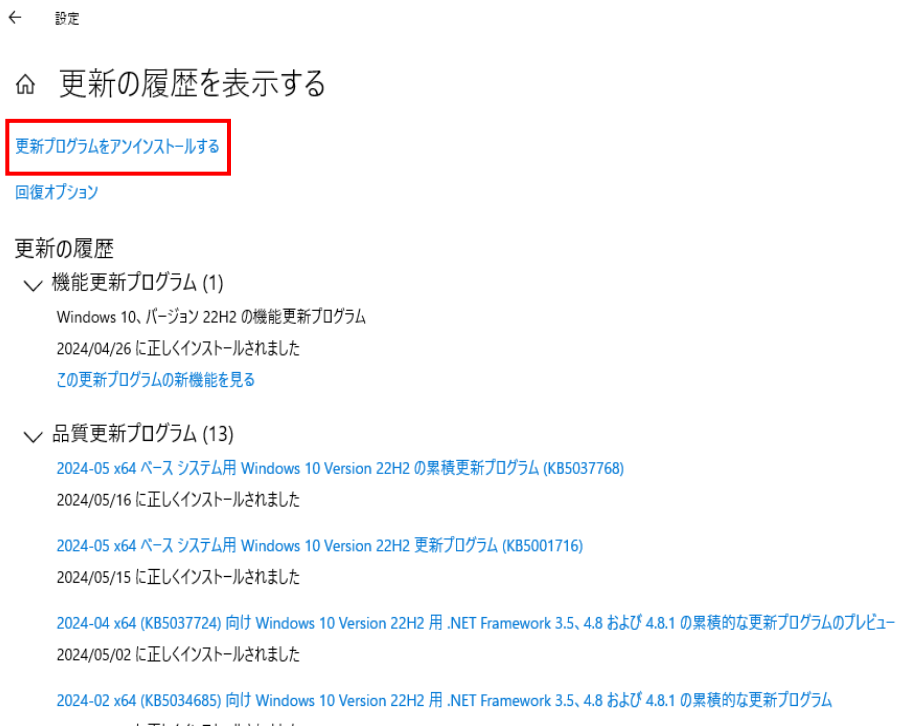 設定
更新の履歴を表示する
更新プログラムをアンインストールする
回復オプション
更新の履歴
機能更新プログラム (1)
Windows 10、バージョン 22H2 の機能更新プログラム
2024/04/26 に正しくインストールされました
この更新プログラムの新機能を見る
品質更新プログラム (13)
2024-05 x64 ベース システム用 Windows 10 Version 22H2 の累積更新プログラム (KB5037768)
2024/05/16 に正しくインストールされました
2024-05 x64 ベース システム用 Windows 10 Version 22H2 更新プログラム (KB5001716)
2024/05/15 に正しくインストールされました
2024-04 x64 (KB5037724) 向け Windows 10 Version 22H2 用 .NET Framework 3.5、4.8 および 4.8.1 の累積的な更新プログラムのプレビュー
2024/05/02 に正しくインストールされました
2024-02 x64 (KB5034685) 向け Windows 10 Version 22H2 用 .NET Framework 3.5、4.8 および 4.8.1 の累積的な更新プログラム